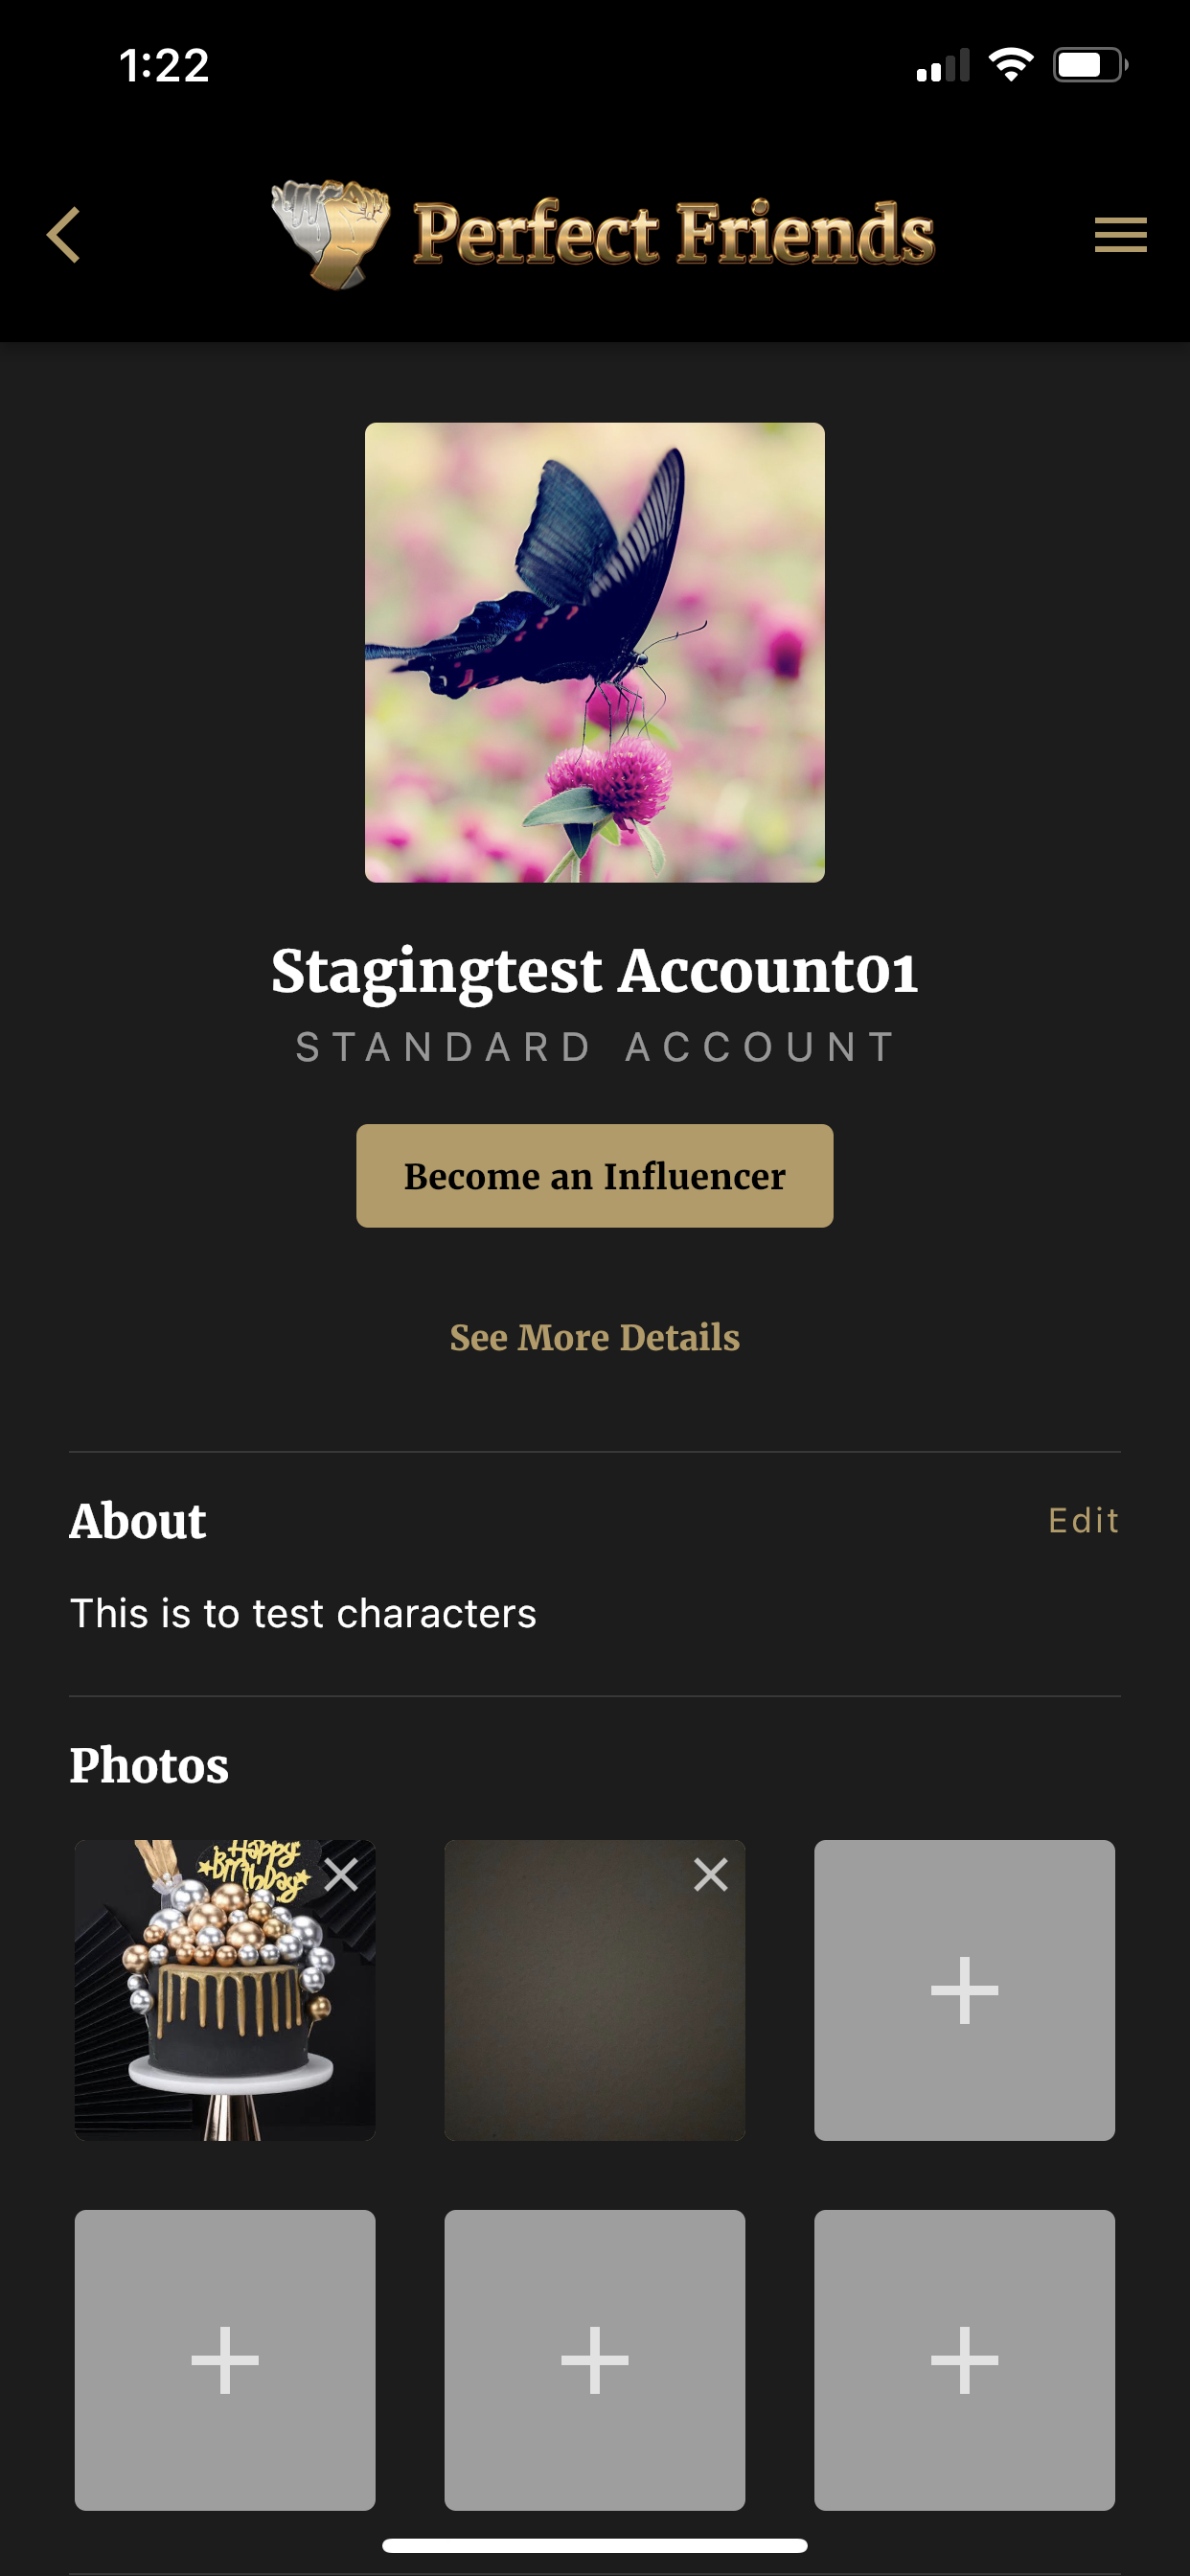 1:22
Perfect Friends
Stagingtest Account01
STANDARD ACCOUNT
Become an Influencer
See More Details
About
Edit
This is to test characters
Photos
Happy
Birthday